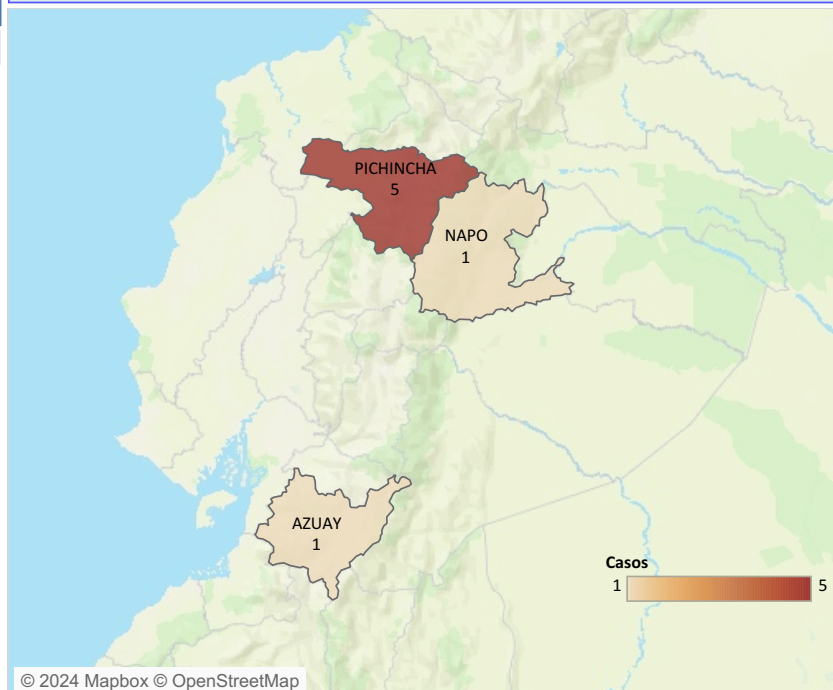 PICHINCHA
5
NAPO
1
AZUAY
1
Casos
1 5
© 2024 Mapbox © OpenStreetMap